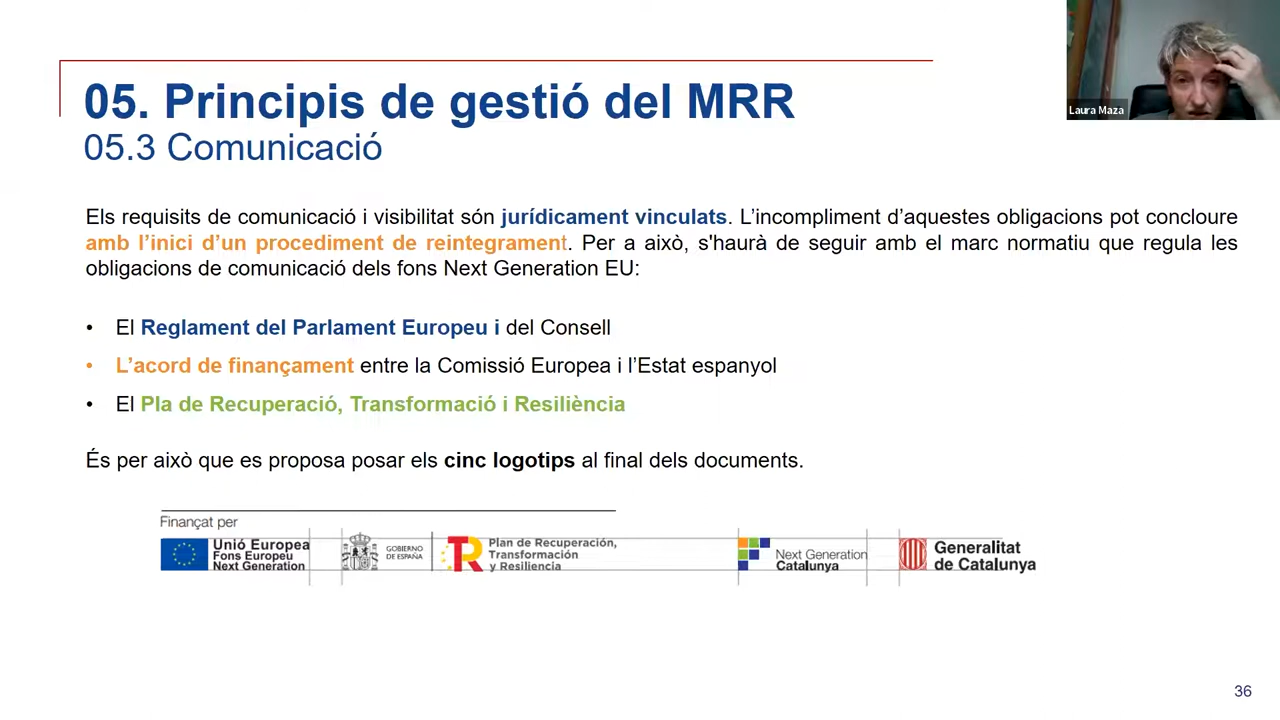 Laura Maza
05. Principis de gestió del MRR
05.3 Comunicació
Els requisits de comunicació i visibilitat són jurídicament vinculats. L’incompliment d’aquestes obligacions pot concloure
amb l’inici d’un procediment de reintegrament. Per a això, s'haurà de seguir amb el marc normatiu que regula les
obligacions de comunicació dels fons Next Generation EU:
• El Reglament del Parlament Europeu i del Consell
• L’acord de finançament entre la Comissió Europea i l’Estat espanyol
• El Pla de Recuperació, Transformació i Resiliència
És per això que es proposa posar els cinc logotips al final dels documents.
Finançat per
Unió Europea
Fons Europeu
Next Generation
GOBIERNO
DE ESPAÑA
Plan de Recuperación,
Transformación
y Resiliencia
Next Generation
Catalunya
Generalitat
de Catalunya
36